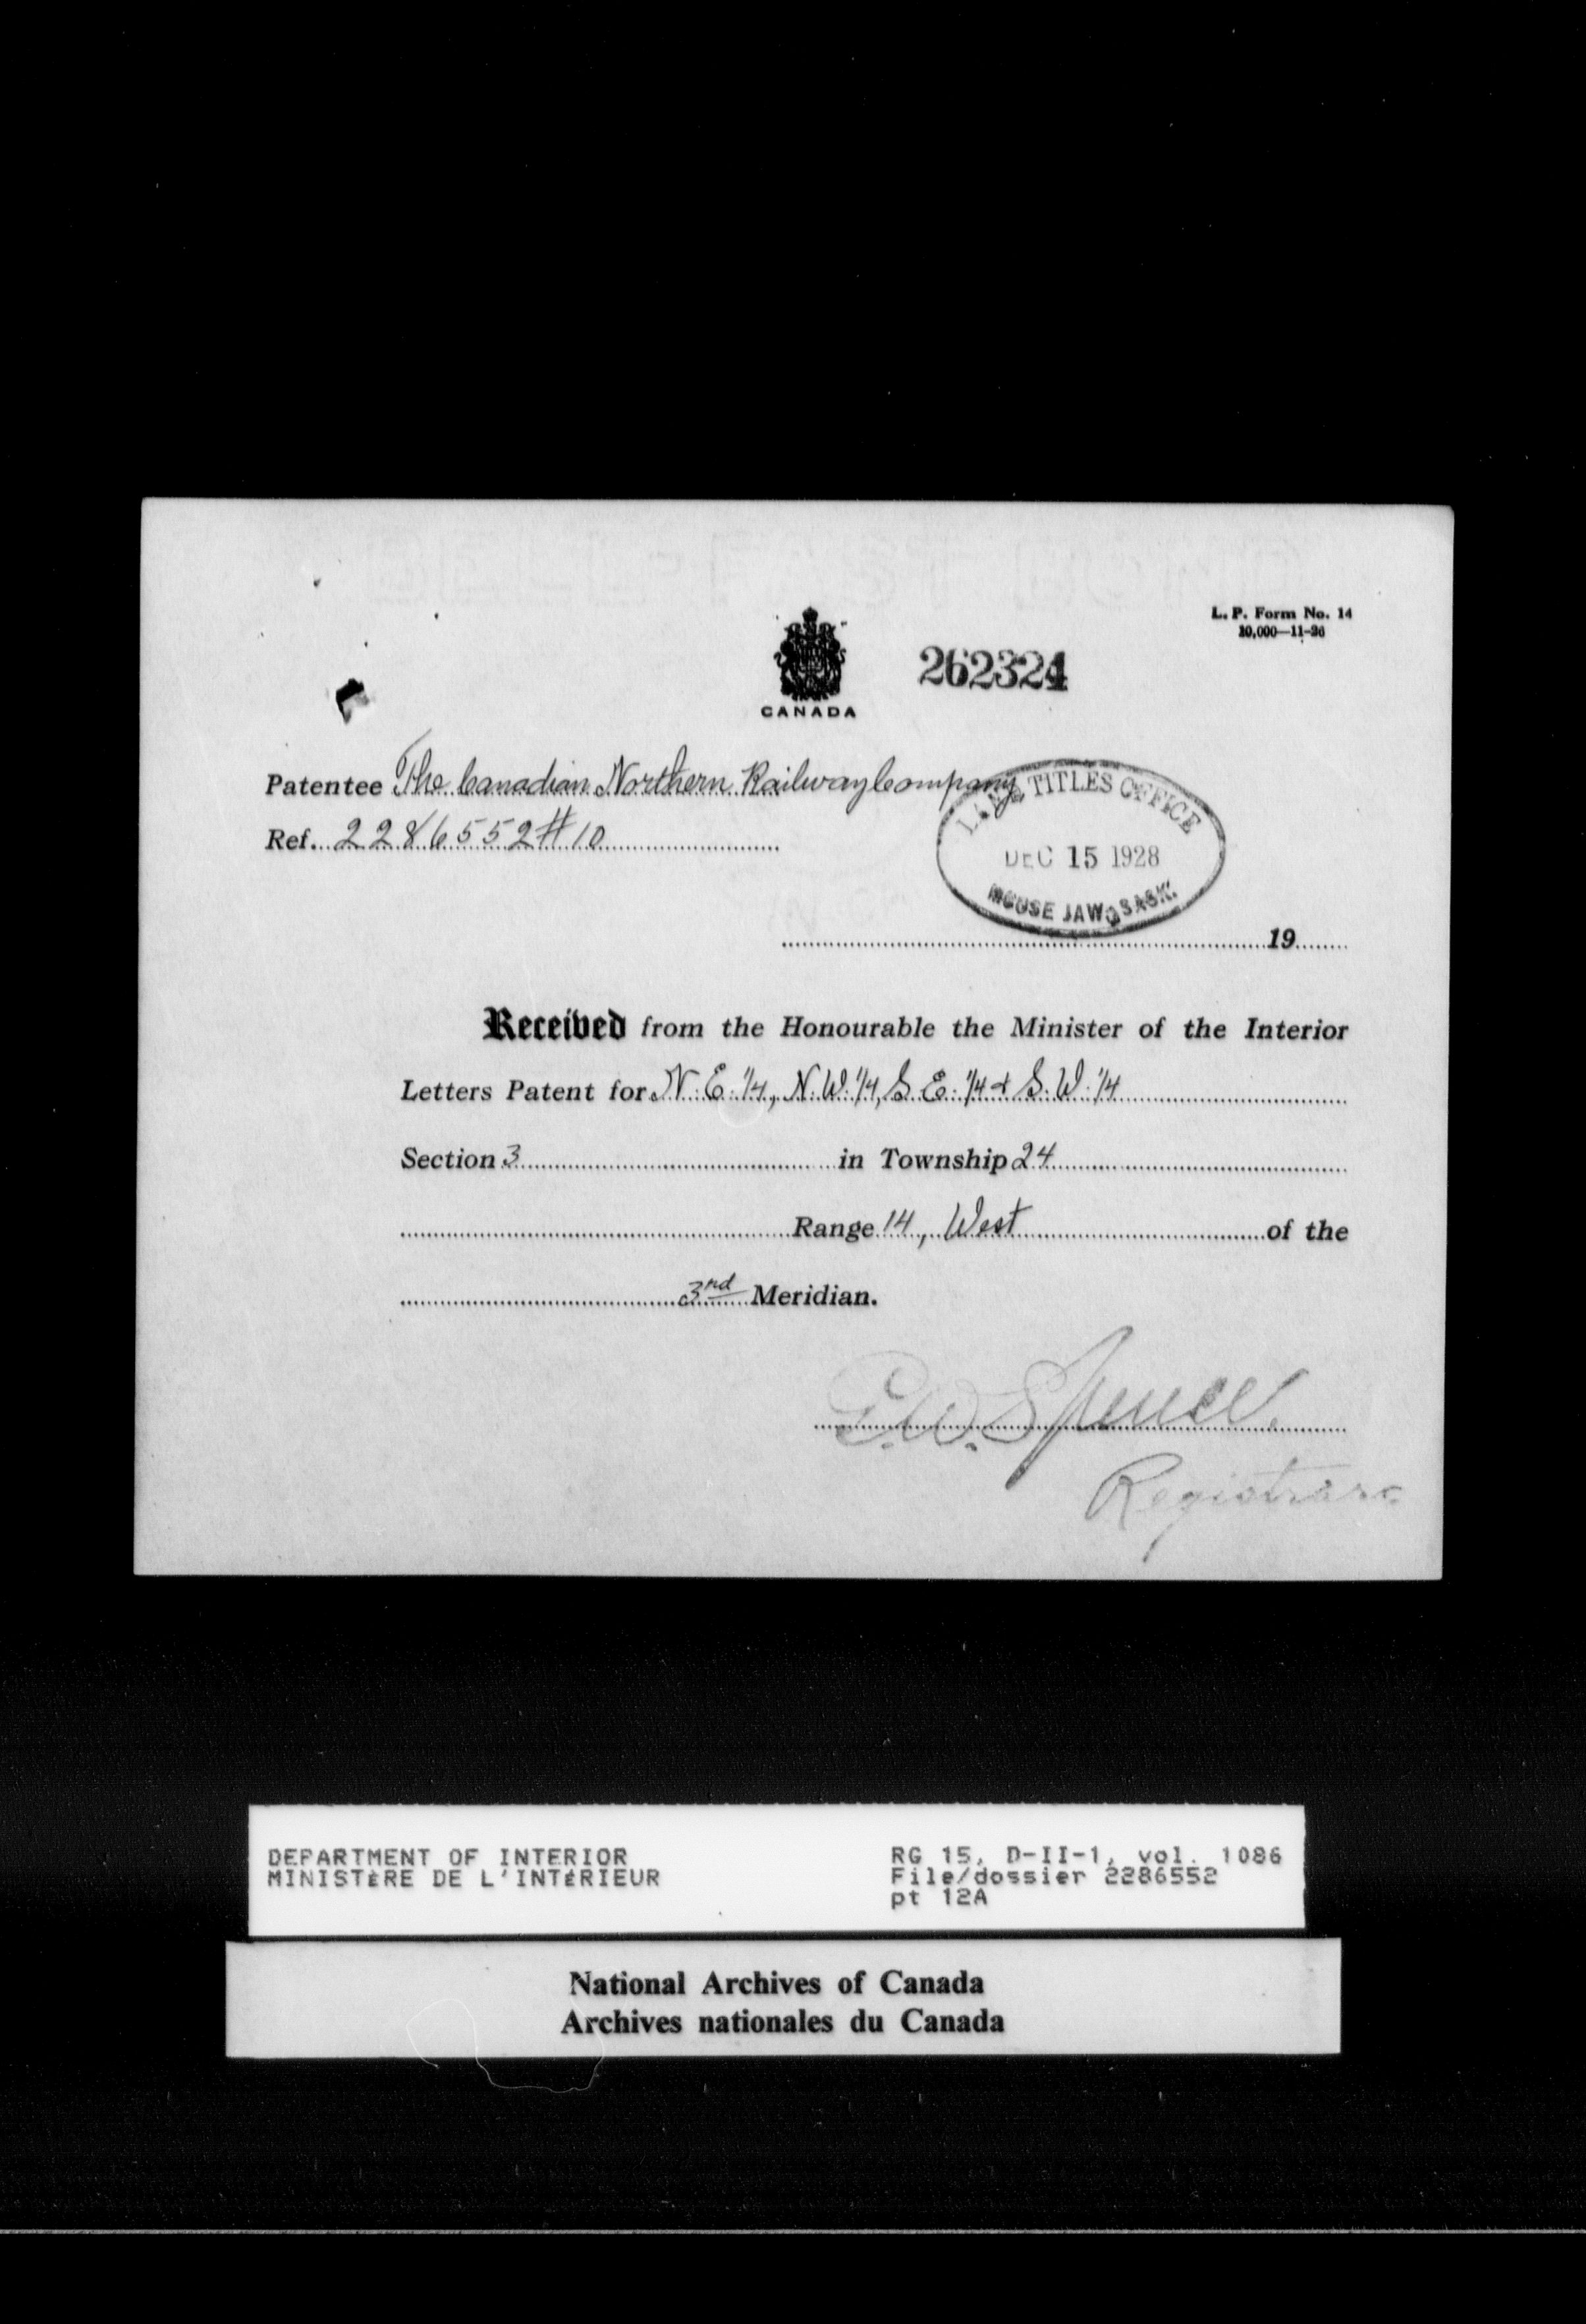 L. P. Form No. 14
10,000—11-26
CANADA
262324
Patentee The Canadian Northern Railway Company
Ref. 2286552#10
LAND TITLES OFFICE
DEC 15 1928
MOOSE JAW, SASK.
19
Received from the Honourable the Minister of the Interior
Letters Patent for N. E. 1/4, N. W. 1/4, S E. 1/4 & S. W. 1/4
Section 3 in Township 24
Range 14, West of the
3nd Meridian.
E. W. Spence.
Registrar
DEPARTMENT OF INTERIOR
MINISTÈRE DE L'INTÉRIEUR
RG 15, D-II-1, vol. 1086
File/dossier 2286552
pt 12A
National Archives of Canada
Archives nationales du Canada